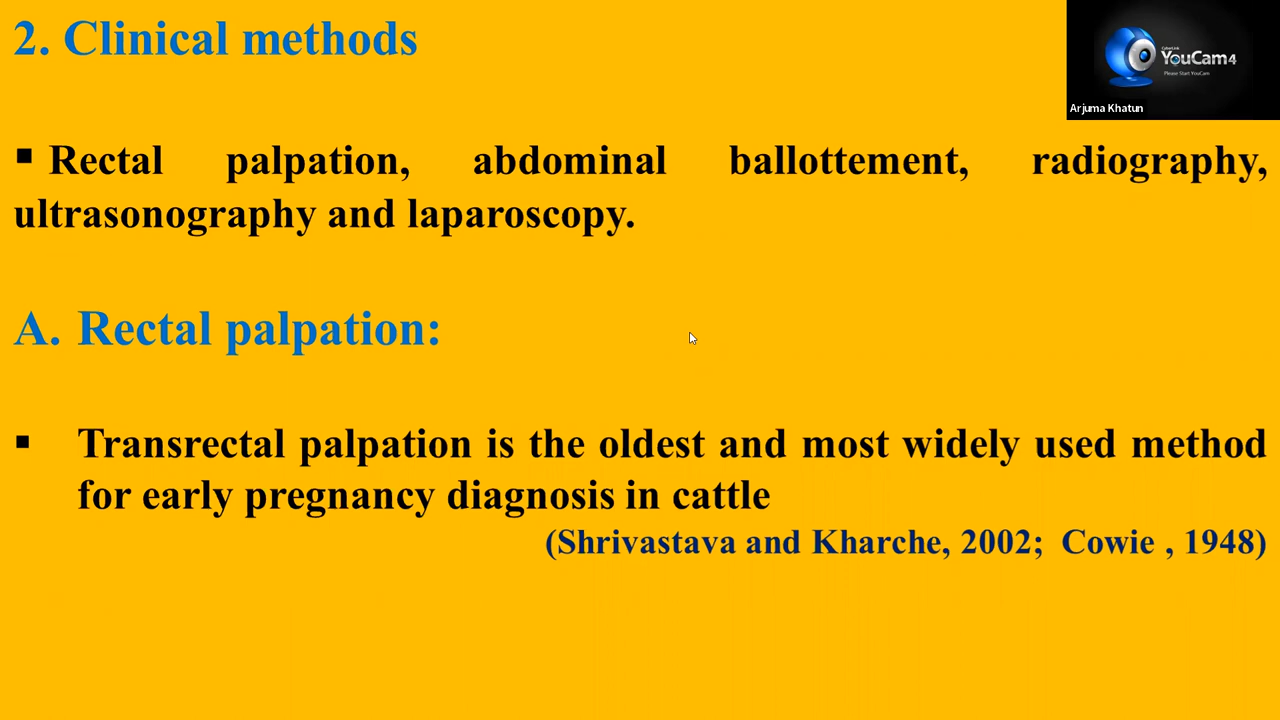 2. Clinical methods
CyberLink
YouCam4
Please Start YouCam
Arjuma Khatun
▪ Rectal palpation, abdominal ballottement, radiography,
ultrasonography and laparoscopy.
A. Rectal palpation:
▪ Transrectal palpation is the oldest and most widely used method
for early pregnancy diagnosis in cattle
(Shrivastava and Kharche, 2002; Cowie , 1948)